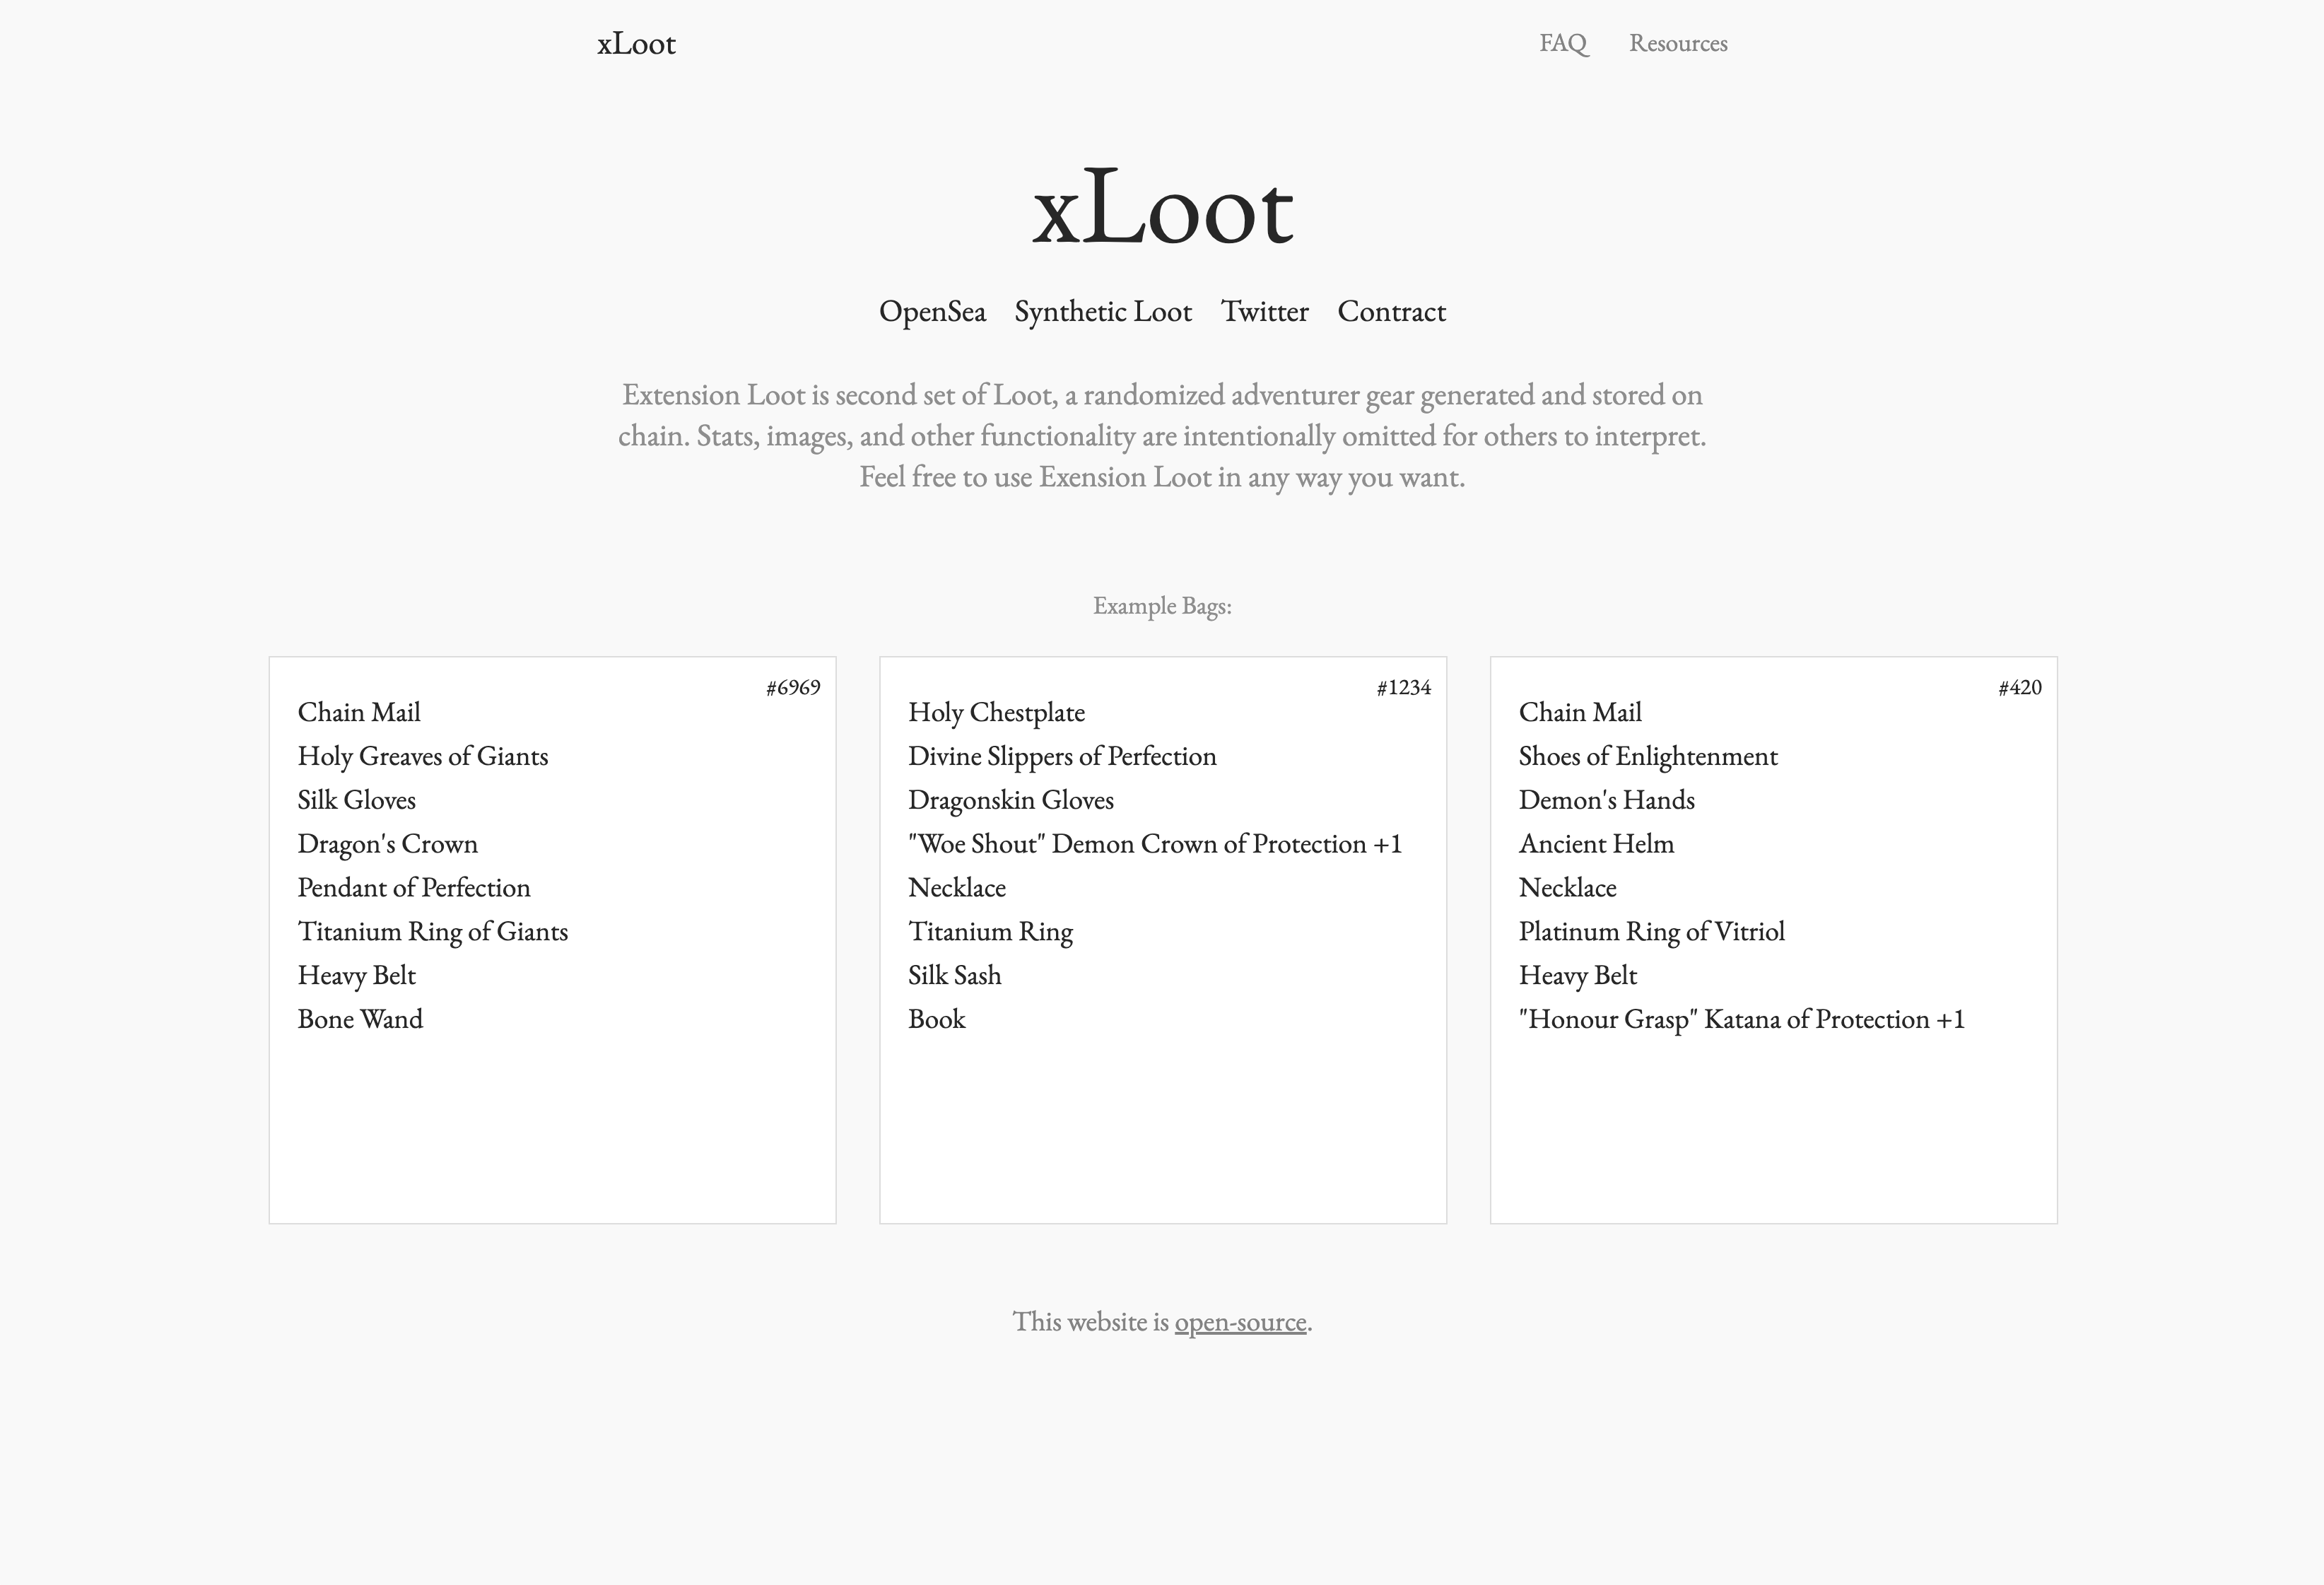 xLoot
FAQ Resources
xLoot
OpenSea Synthetic Loot Twitter Contract
Extension Loot is second set of Loot, a randomized adventurer gear generated and stored on
chain. Stats, images, and other functionality are intentionally omitted for others to interpret.
Feel free to use Exension Loot in any way you want.
Example Bags:
#6969
Chain Mail
Holy Greaves of Giants
Silk Gloves
Dragon's Crown
Pendant of Perfection
Titanium Ring of Giants
Heavy Belt
Bone Wand
#1234
Holy Chestplate
Divine Slippers of Perfection
Dragonskin Gloves
"Woe Shout" Demon Crown of Protection +1
Necklace
Titanium Ring
Silk Sash
Book
#420
Chain Mail
Shoes of Enlightenment
Demon's Hands
Ancient Helm
Necklace
Platinum Ring of Vitriol
Heavy Belt
"Honour Grasp" Katana of Protection +1
This website is open-source.